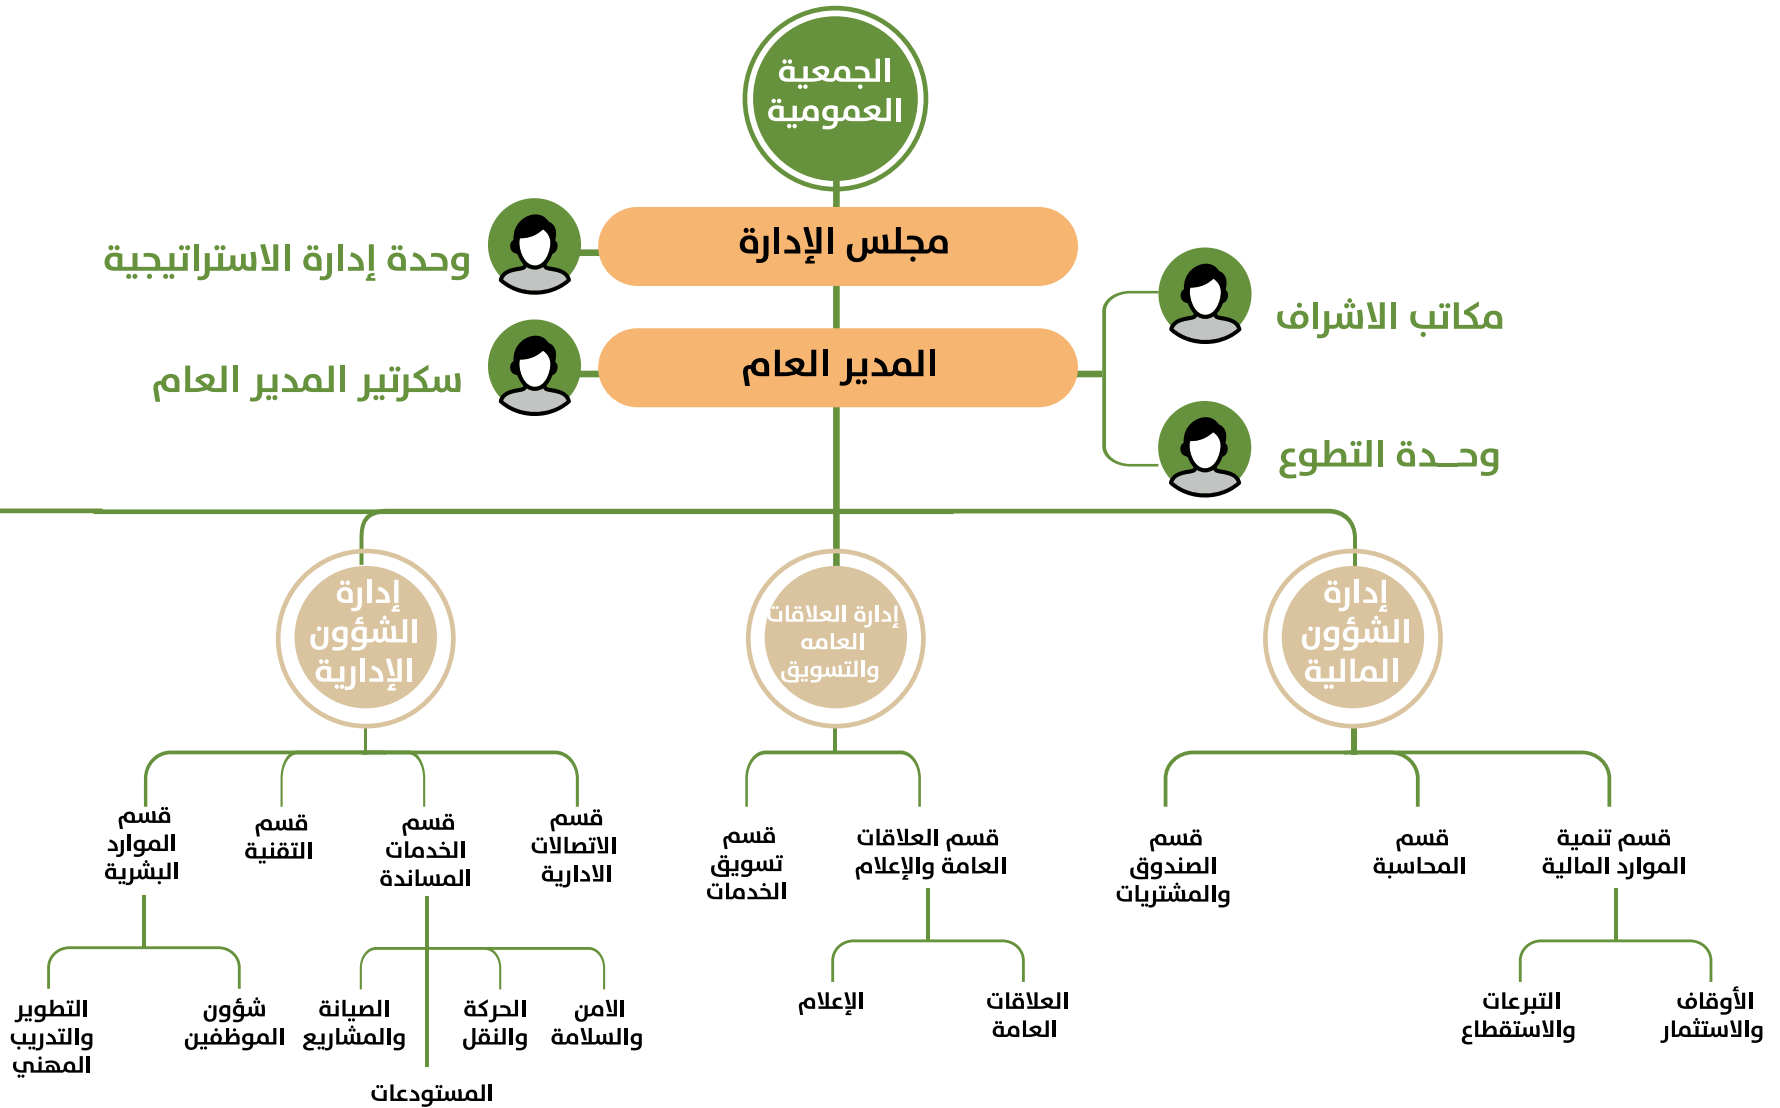 الجمعية
العمومية
مجلس الإدارة
وحدة إدارة الاستراتيجية
مكاتب الاشراف
المدير العام
سكرتير المدير العام
وحـــدة التطوع
إدارة
الشؤون
المالية
إدارة العلاقات
العامه
والتسويق
إدارة
الشؤون
الإدارية
قسم تنمية
الموارد المالية
قسم
المحاسبة
قسم
الصندوق
والمشتريات
قسم العلاقات
العامة والإعلام
قسم
تسويق
الخدمات
قسم
الاتصالات
الادارية
قسم
الخدمات
المساندة
قسم
التقنية
قسم
الموارد
البشرية
الأوقاف
والاستثمار
التبرعات
والاستقطاع
العلاقات
العامة
الإعلام
الامن
والسلامة
الحركة
والنقل
الصيانة
والمشاريع
المستودعات
شؤون
الموظفين
التطوير
والتدريب
المهني